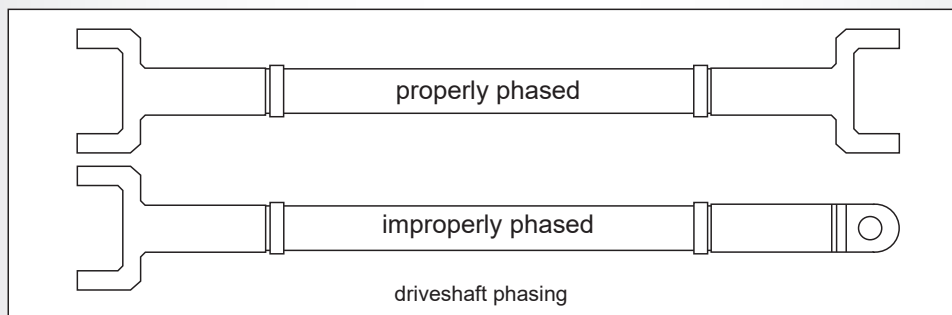 properly phased
improperly phased
driveshaft phasing